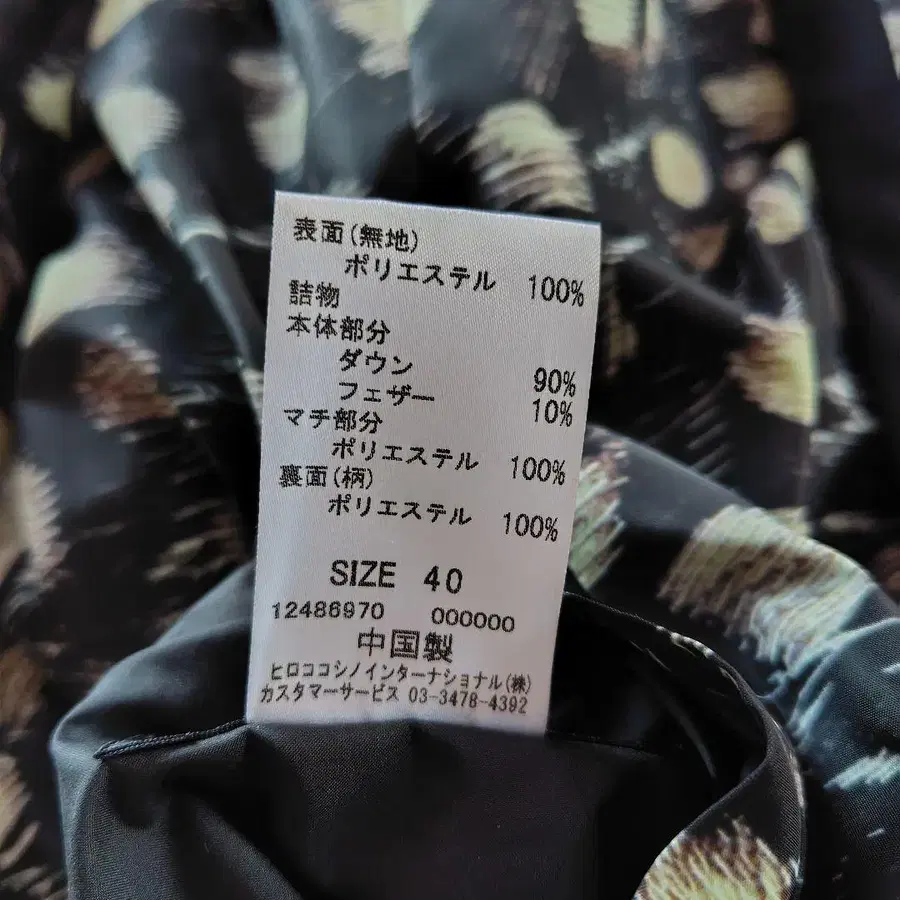 表面(無地)
ポリエステル 100%
詰物
本体部分
ダウン 90%
フェザー 10%
マチ部分
ポリエステル 100%
裏面(柄)
ポリエステル 100%
SIZE 40
12486970 000000
中国製
ヒロココシノインターナショナル(株)
カスタマーサービス 03-3478-4392